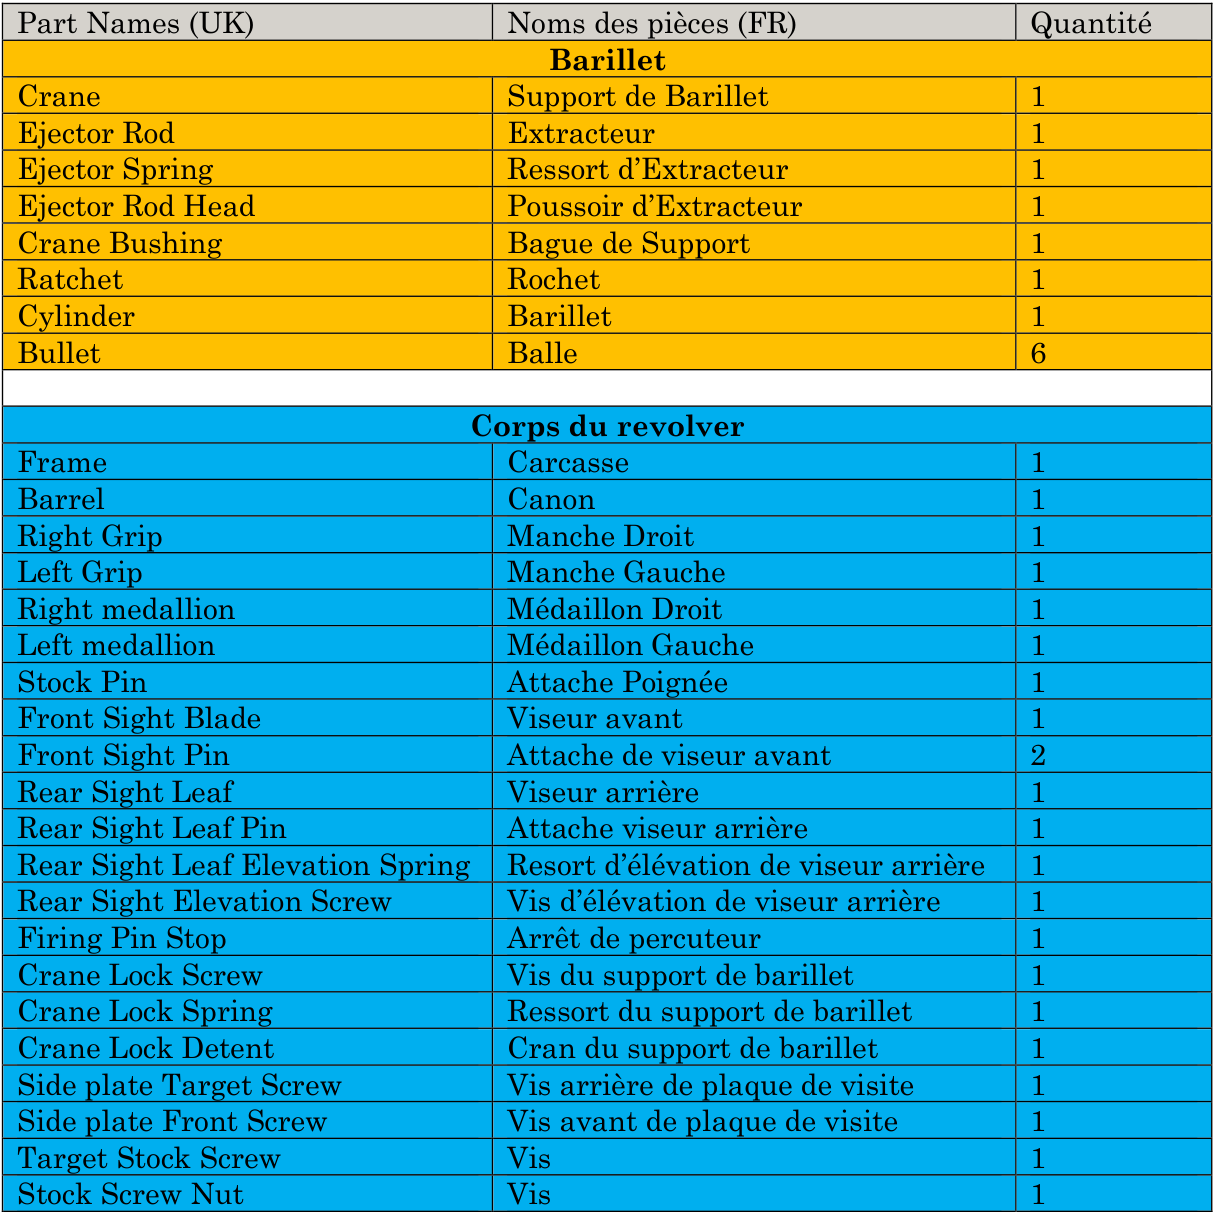 Part Names (UK) Noms des pièces (FR) Quantité
Barillet
Crane Support de Barillet 1
Ejector Rod Extracteur 1
Ejector Spring Ressort d’Extracteur 1
Ejector Rod Head Poussoir d’Extracteur 1
Crane Bushing Bague de Support 1
Ratchet Rochet 1
Cylinder Barillet 1
Bullet Balle 6
Corps du revolver
Frame Carcasse 1
Barrel Canon 1
Right Grip Manche Droit 1
Left Grip Manche Gauche 1
Right medallion Médaillon Droit 1
Left medallion Médaillon Gauche 1
Stock Pin Attache Poignée 1
Front Sight Blade Viseur avant 1
Front Sight Pin Attache de viseur avant 2
Rear Sight Leaf Viseur arrière 1
Rear Sight Leaf Pin Attache viseur arrière 1
Rear Sight Leaf Elevation Spring Resort d’élévation de viseur arrière 1
Rear Sight Elevation Screw Vis d’élévation de viseur arrière 1
Firing Pin Stop Arrêt de percuteur 1
Crane Lock Screw Vis du support de barillet 1
Crane Lock Spring Ressort du support de barillet 1
Crane Lock Detent Cran du support de barillet 1
Side plate Target Screw Vis arrière de plaque de visite 1
Side plate Front Screw Vis avant de plaque de visite 1
Target Stock Screw Vis 1
Stock Screw Nut Vis 1